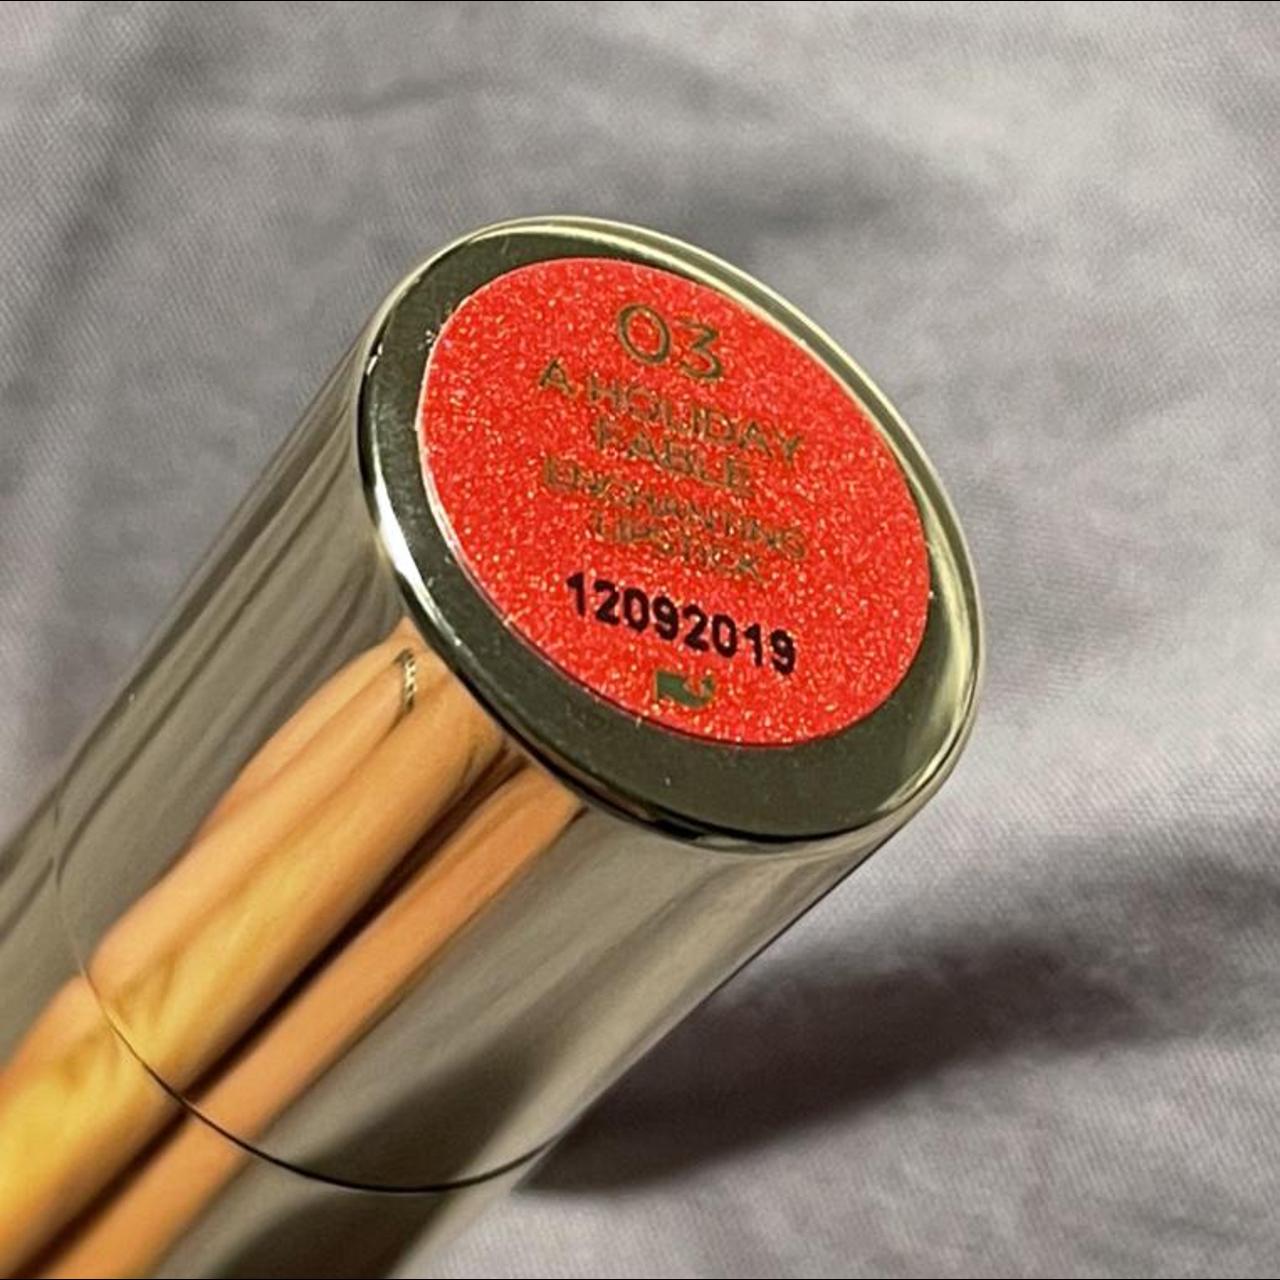 03
A HOLIDAY
FABLE
ENCHANTING
LIPSTICK
12092019